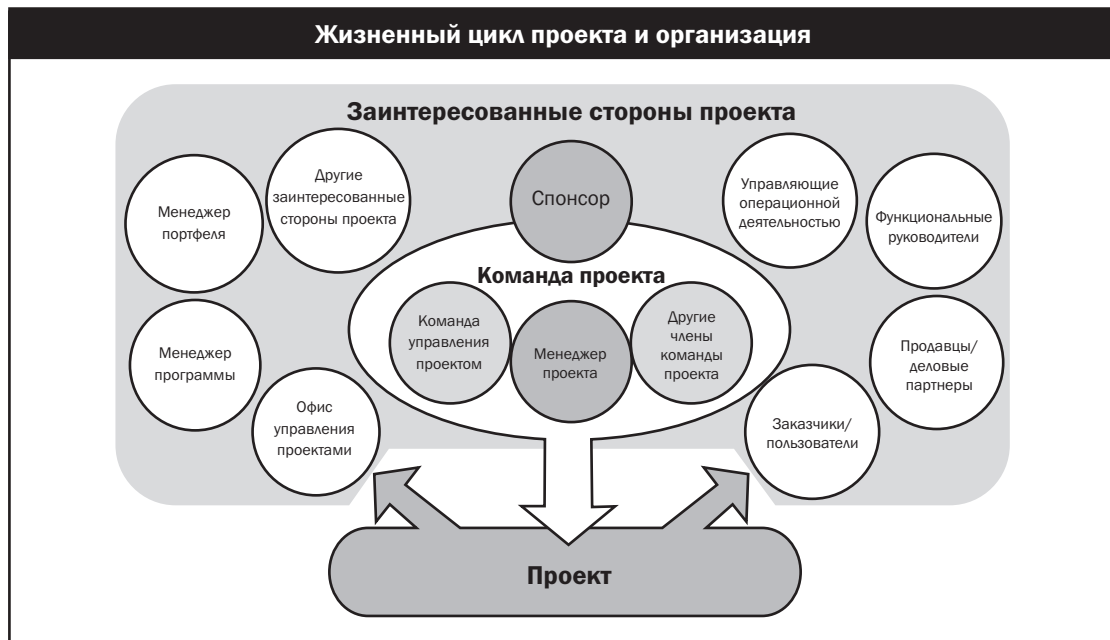 Жизненный цикл проекта и организация
Заинтересованные стороны проекта
Менеджер
портфеля
Другие
заинтересованные
стороны проекта
Спонсор
Управляющие
операционной
деятельностью
Функциональные
руководители
Команда проекта
Команда
управления
проектом
Менеджер
проекта
Другие
члены
команды
проекта
Менеджер
программы
Офис
управления
проектами
Продавцы/
деловые
партнеры
Заказчики/
пользователи
Проект